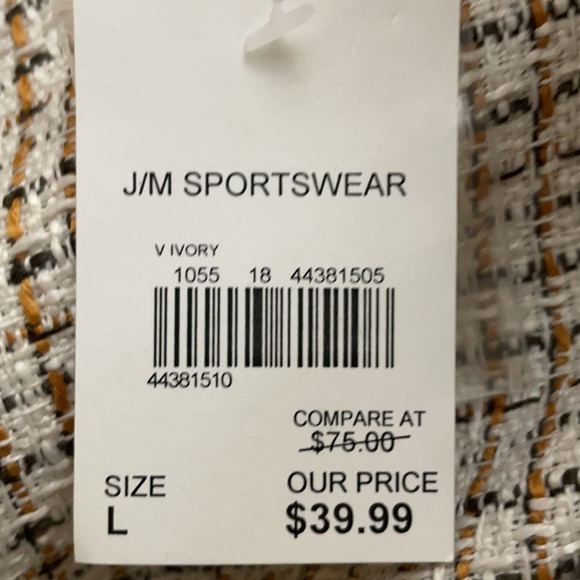 J/M SPORTSWEAR
V IVORY
1055 18 44381505
44381510
COMPARE AT
$75.00
SIZE OUR PRICE
L $39.99